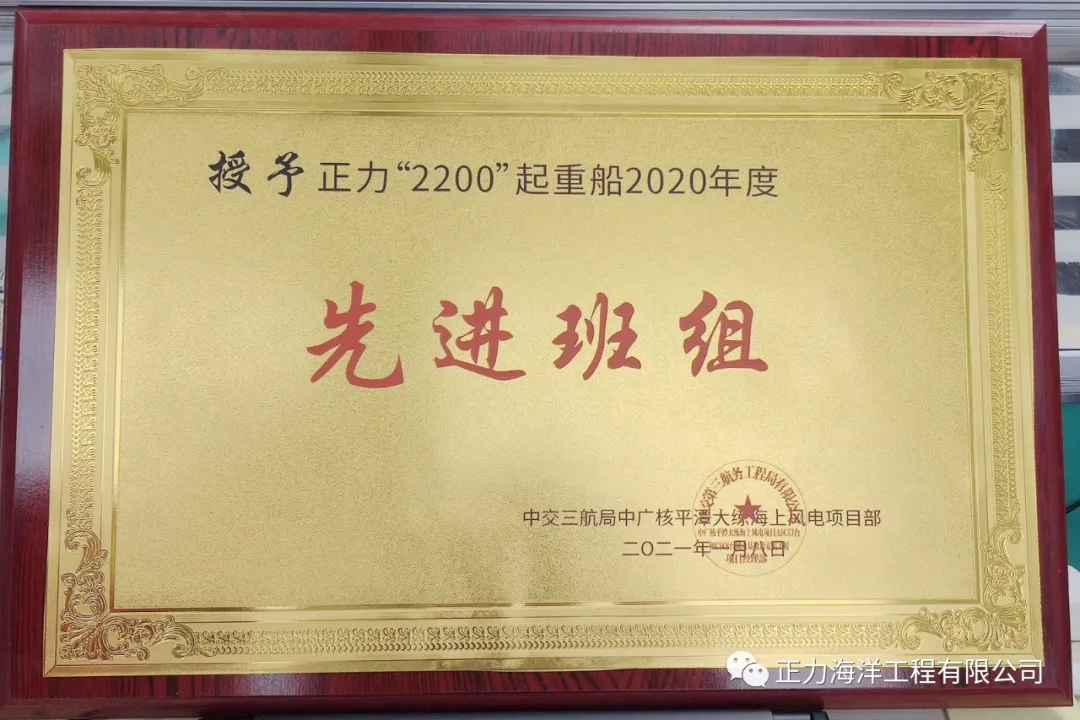 授予 正力“2200”起重船2020年度
先进班组
中交三航局中广核平潭大练海上风电项目部
二〇二一年一月八日
正力海洋工程有限公司